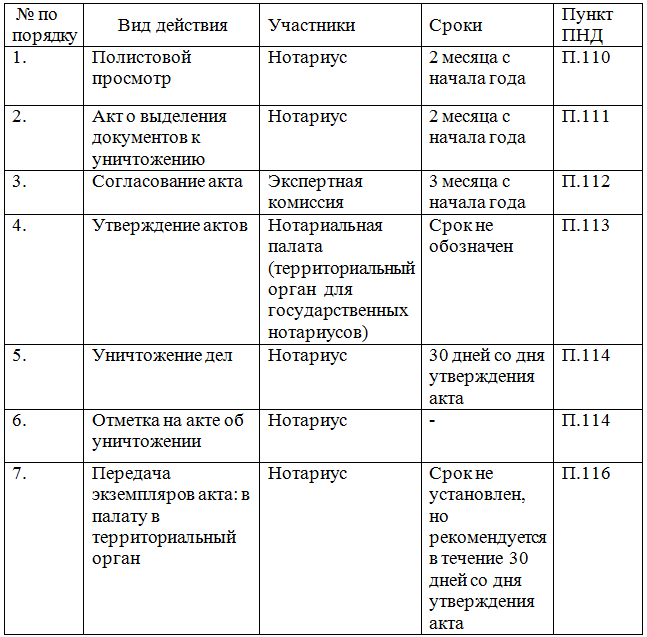 № по порядку
Вид действия
Участники
Сроки
Пункт ПНД
1.
Полистовой
просмотр
Нотариус
2 месяца с
начала года
П.110
2.
Акт о выделения
документов к
уничтожению
Нотариус
2 месяца с
начала года
П.111
3.
Согласование акта
Экспертная
комиссия
3 месяца с
начала года
П.112
4.
Утверждение актов
Нотариальная
палата
(территориальный
орган для
государственных
нотариусов)
Срок не
обозначен
П.113
5.
Уничтожение дел
Нотариус
30 дней со дня
утверждения
акта
П.114
6.
Отметка на акте об
уничтожении
Нотариус
-
П.114
7.
Передача
экземпляров акта: в
палату в
территориальный
орган
Нотариус
Срок не
установлен,
но
рекомендуется
в течение 30
дней со дня
утверждения
акта
П.116